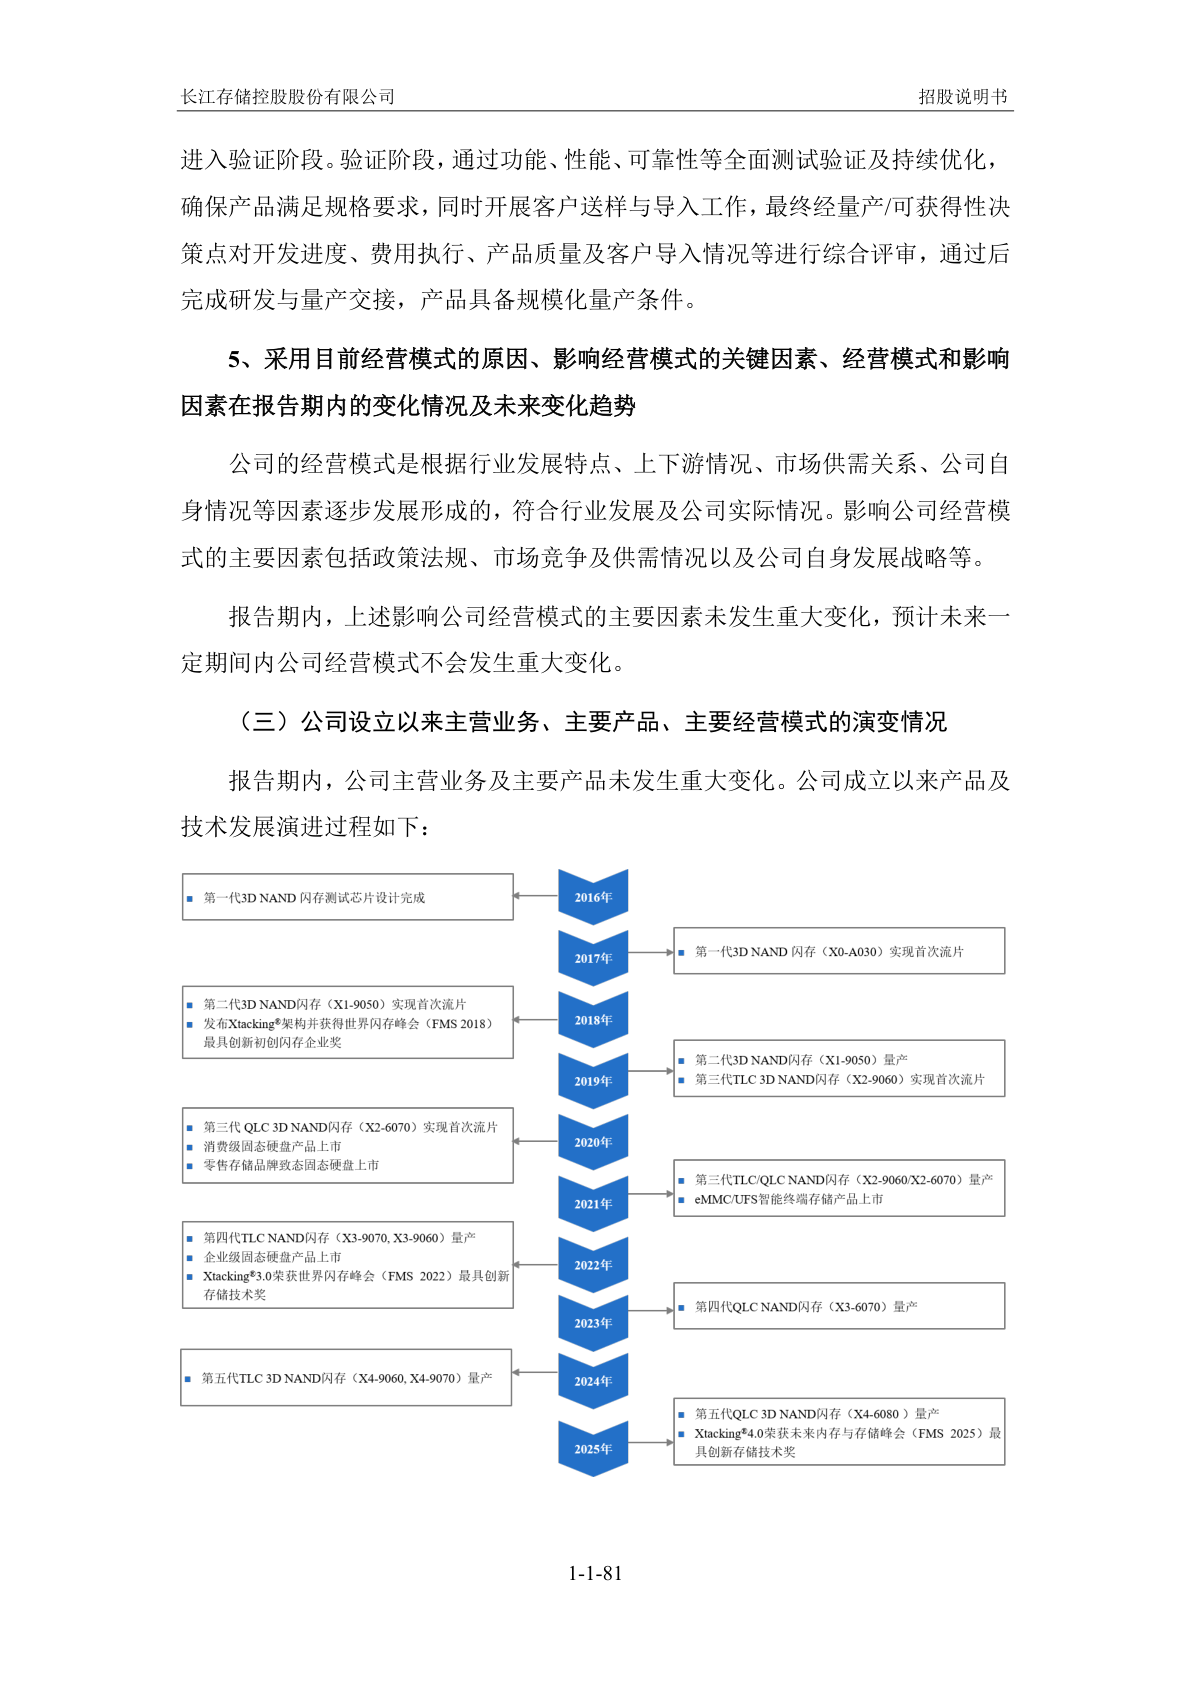 长江存储控股股份有限公司 招股说明书
进入验证阶段。验证阶段，通过功能、性能、可靠性等全面测试验证及持续优化，
确保产品满足规格要求，同时开展客户送样与导入工作，最终经量产/可获得性决
策点对开发进度、费用执行、产品质量及客户导入情况等进行综合评审，通过后
完成研发与量产交接，产品具备规模化量产条件。
5、采用目前经营模式的原因、影响经营模式的关键因素、经营模式和影响
因素在报告期内的变化情况及未来变化趋势
公司的经营模式是根据行业发展特点、上下游情况、市场供需关系、公司自
身情况等因素逐步发展形成的，符合行业发展及公司实际情况。影响公司经营模
式的主要因素包括政策法规、市场竞争及供需情况以及公司自身发展战略等。
报告期内，上述影响公司经营模式的主要因素未发生重大变化，预计未来一
定期间内公司经营模式不会发生重大变化。
（三）公司设立以来主营业务、主要产品、主要经营模式的演变情况
报告期内，公司主营业务及主要产品未发生重大变化。公司成立以来产品及
技术发展演进过程如下：
2016年
■ 第一代3D NAND 闪存测试芯片设计完成
2017年
■ 第一代3D NAND 闪存（X0-A030）实现首次流片
2018年
■ 第二代3D NAND闪存（X1-9050）实现首次流片
■ 发布Xtacking®架构并获得世界闪存峰会（FMS 2018）
最具创新初创闪存企业奖
2019年
■ 第二代3D NAND闪存（X1-9050）量产
■ 第三代TLC 3D NAND闪存（X2-9060）实现首次流片
2020年
■ 第三代 QLC 3D NAND闪存（X2-6070）实现首次流片
■ 消费级固态硬盘产品上市
■ 零售存储品牌致态固态硬盘上市
2021年
■ 第三代TLC/QLC NAND闪存（X2-9060/X2-6070）量产
■ eMMC/UFS智能终端存储产品上市
2022年
■ 第四代TLC NAND闪存（X3-9070, X3-9060）量产
■ 企业级固态硬盘产品上市
■ Xtacking®3.0荣获世界闪存峰会（FMS 2022）最具创新
存储技术奖
2023年
■ 第四代QLC NAND闪存（X3-6070）量产
2024年
■ 第五代TLC 3D NAND闪存（X4-9060, X4-9070）量产
2025年
■ 第五代QLC 3D NAND闪存（X4-6080 ）量产
■ Xtacking®4.0荣获未来内存与存储峰会（FMS 2025）最
具创新存储技术奖
1-1-81